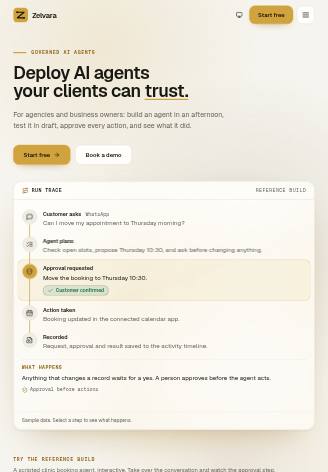 Zelvara
Start free
GOVERNED AI AGENTS
Deploy AI agents
your clients can trust.
For agencies and business owners: build an agent in an afternoon,
test it in draft, approve every action, and see what it did.
Start free →
Book a demo
RUN TRACE
REFERENCE BUILD
Customer asks WhatsApp
Can I move my appointment to Thursday morning?
Agent plans
Check open slots, propose Thursday 10:30, and ask before changing anything.
Approval requested
Move the booking to Thursday 10:30.
Customer confirmed
Action taken
Booking updated in the connected calendar app.
Recorded
Request, approval and result saved to the activity timeline.
WHAT HAPPENS
Anything that changes a record waits for a yes. A person approves before the agent acts.
Approval before actions
Sample data. Select a step to see what happens.
TRY THE REFERENCE BUILD
A scripted clinic booking agent, interactive. Take over the conversation and watch the approval step.